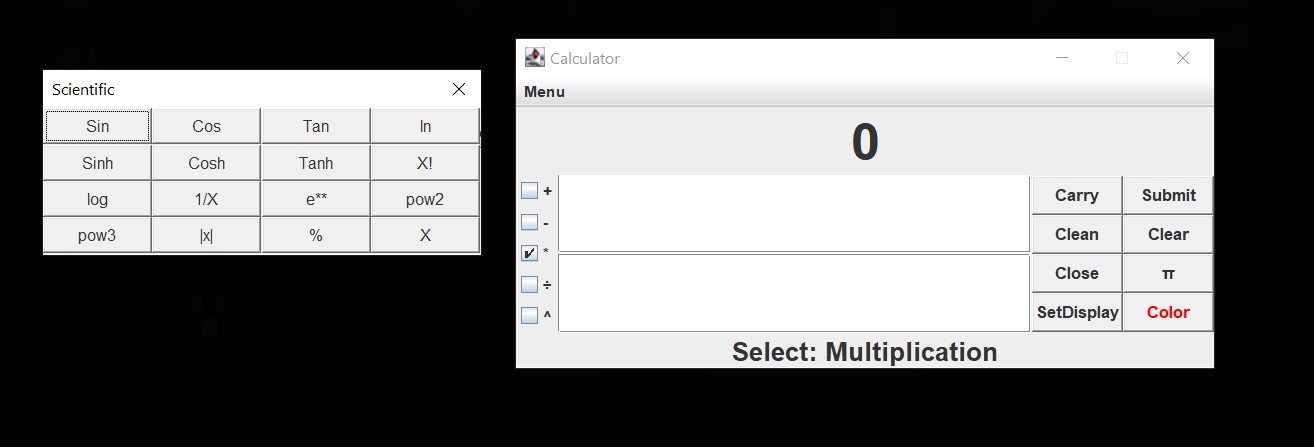 Scientific
Sin Cos Tan In
Sinh Cosh Tanh X!
log 1/X e** pow2
pow3 |x| % X
Calculator
Menu
0
+
-
*
÷
^
Carry Submit
Clean Clear
Close π
SetDisplay Color
Select: Multiplication